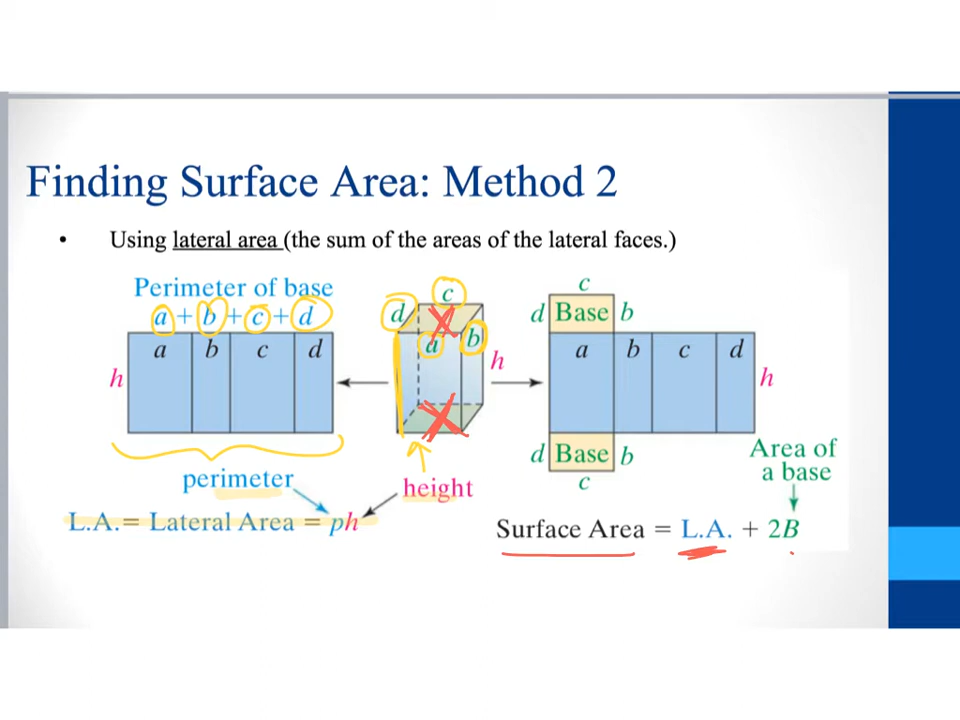 Finding Surface Area: Method 2
• Using lateral area (the sum of the areas of the lateral faces.)
Perimeter of base
a + b + c + d
a b c d
h
perimeter
L.A.= Lateral Area = ph
c
d
a
b
h
height
c
d Base b
a b c d
h
d Base b
c
Area of
a base
Surface Area = L.A. + 2B